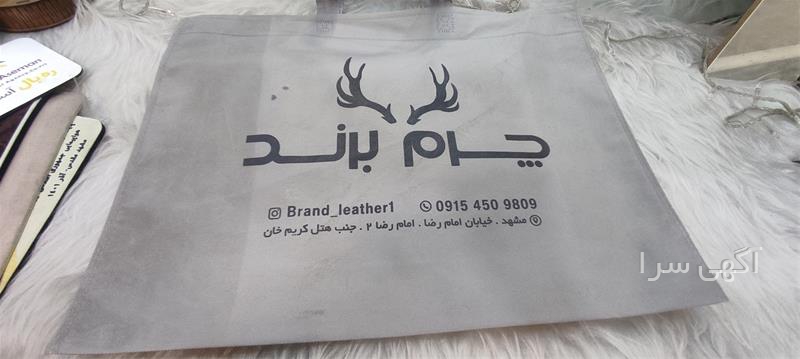 چرم برند
Brand_leather1
0915 450 9809
مشهد . خیابان امام رضا . امام رضا ۲ . جنب هتل کریم خان
آگهی سرا
Aseman